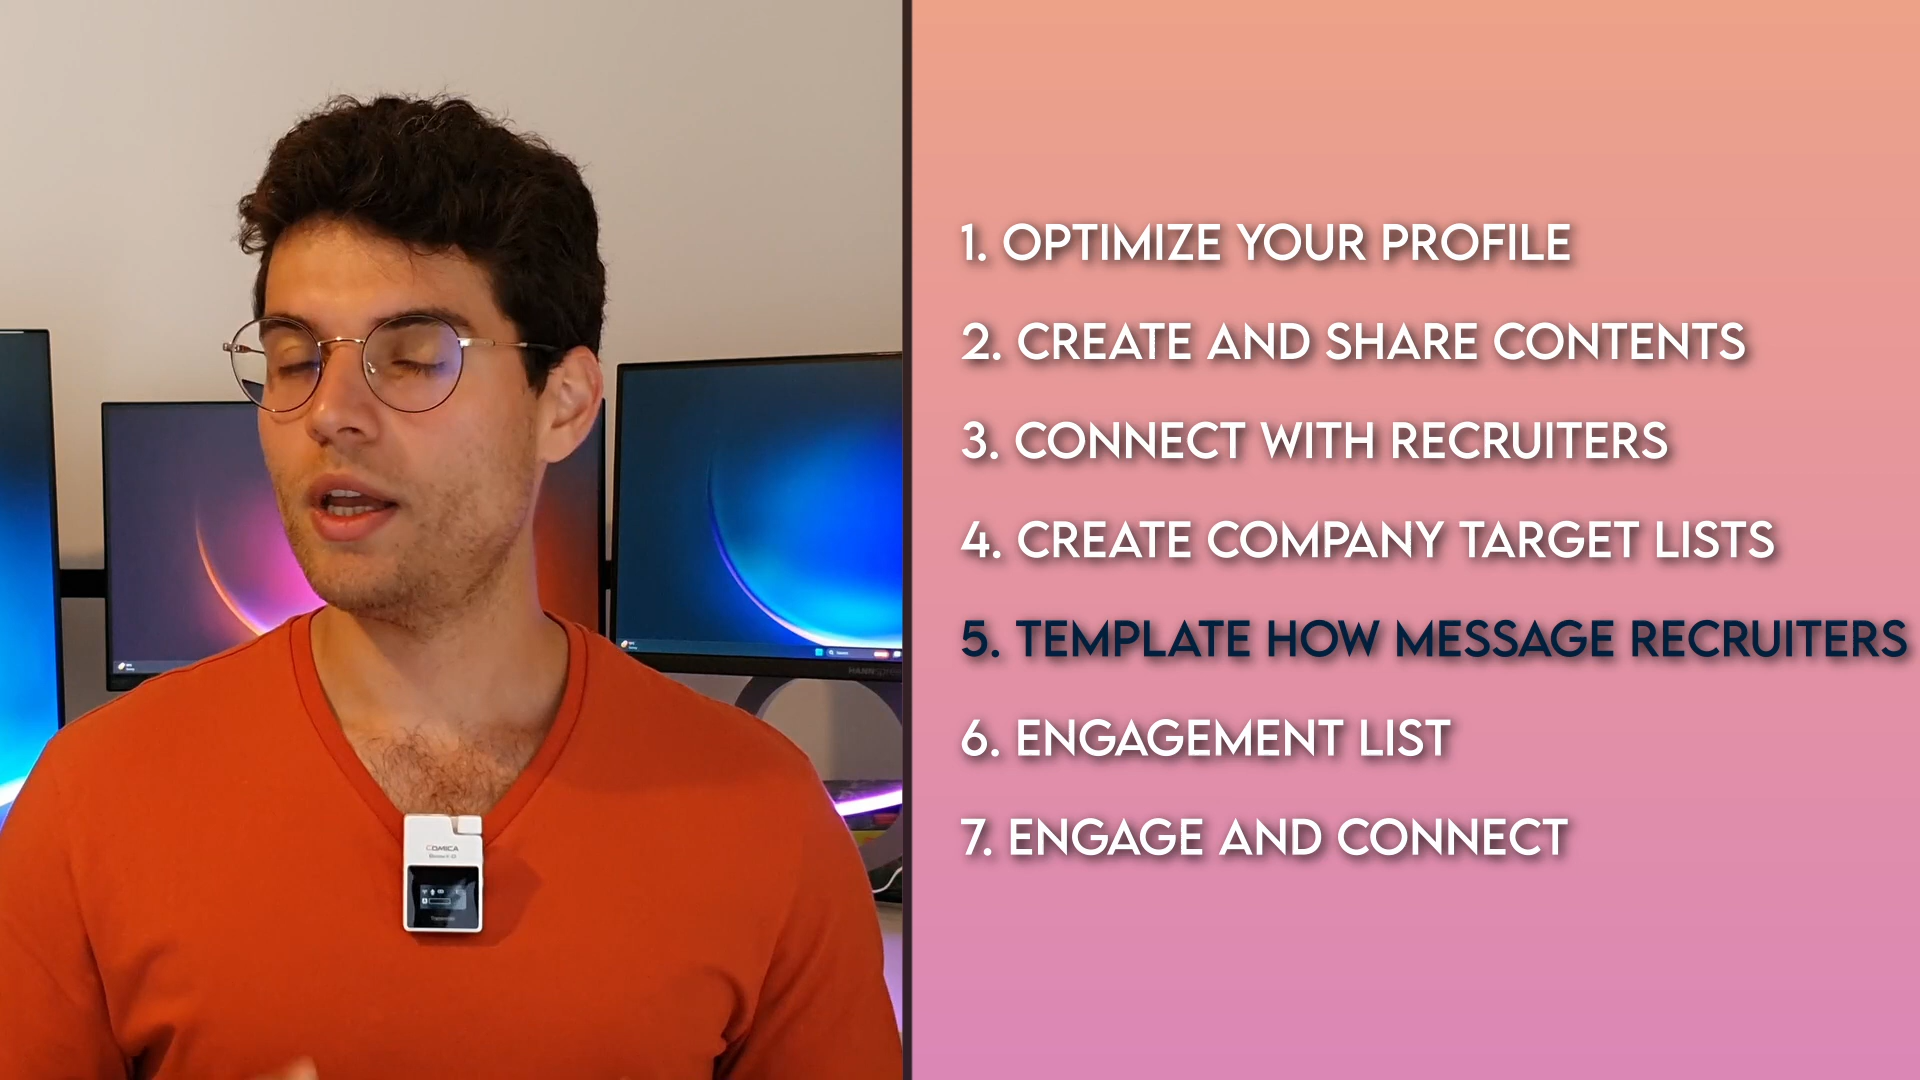 1. OPTIMIZE YOUR PROFILE
2. CREATE AND SHARE CONTENTS
3. CONNECT WITH RECRUITERS
4. CREATE COMPANY TARGET LISTS
5. TEMPLATE HOW MESSAGE RECRUITERS
6. ENGAGEMENT LIST
7. ENGAGE AND CONNECT
COMICA